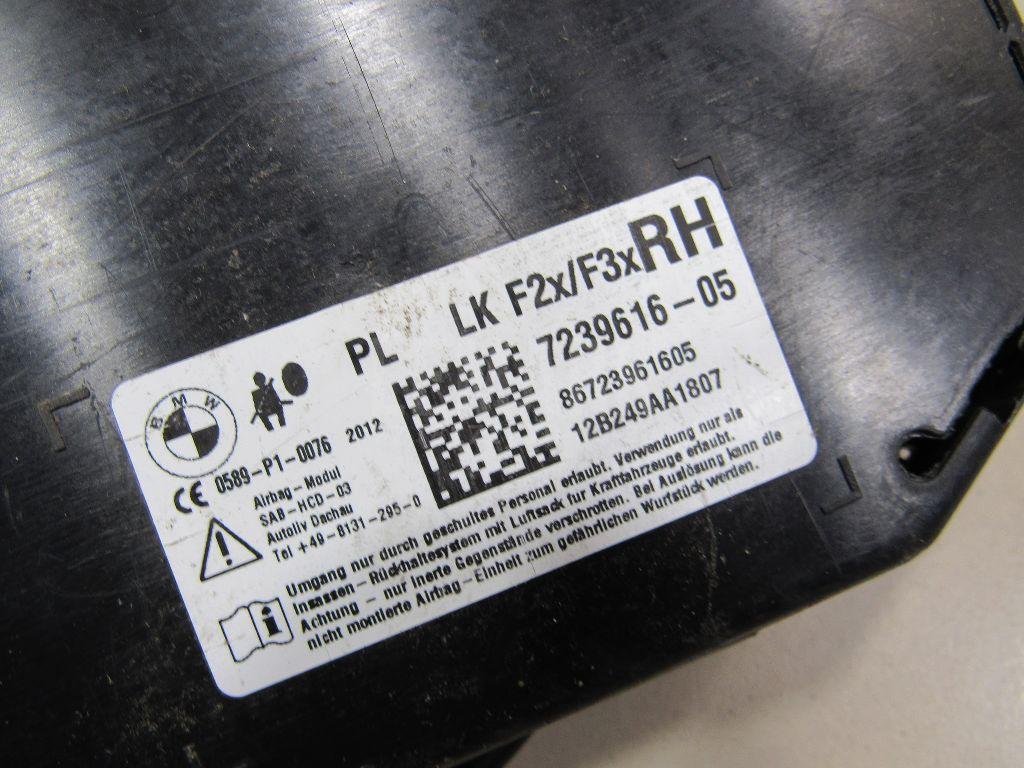 PL LK F2x/F3x RH
7239616-05
86723961605
12B249AA1807
BMW
CE 0589-P1-0076 2012
Airbag-Modul
SAB-HCD-03
Autoliv Dachau
Tel +49-8131-295-0
Umgang nur durch geschultes Personal erlaubt. Verwendung nur als
Insassen-Rückhaltesystem mit Luftsack für Kraftfahrzeuge erlaubt.
Achtung - nur inerte Gegenstände verschrotten. Bei Auslösung kann die
nicht montierte Airbag-Einheit zum gefährlichen Wurfstück werden.